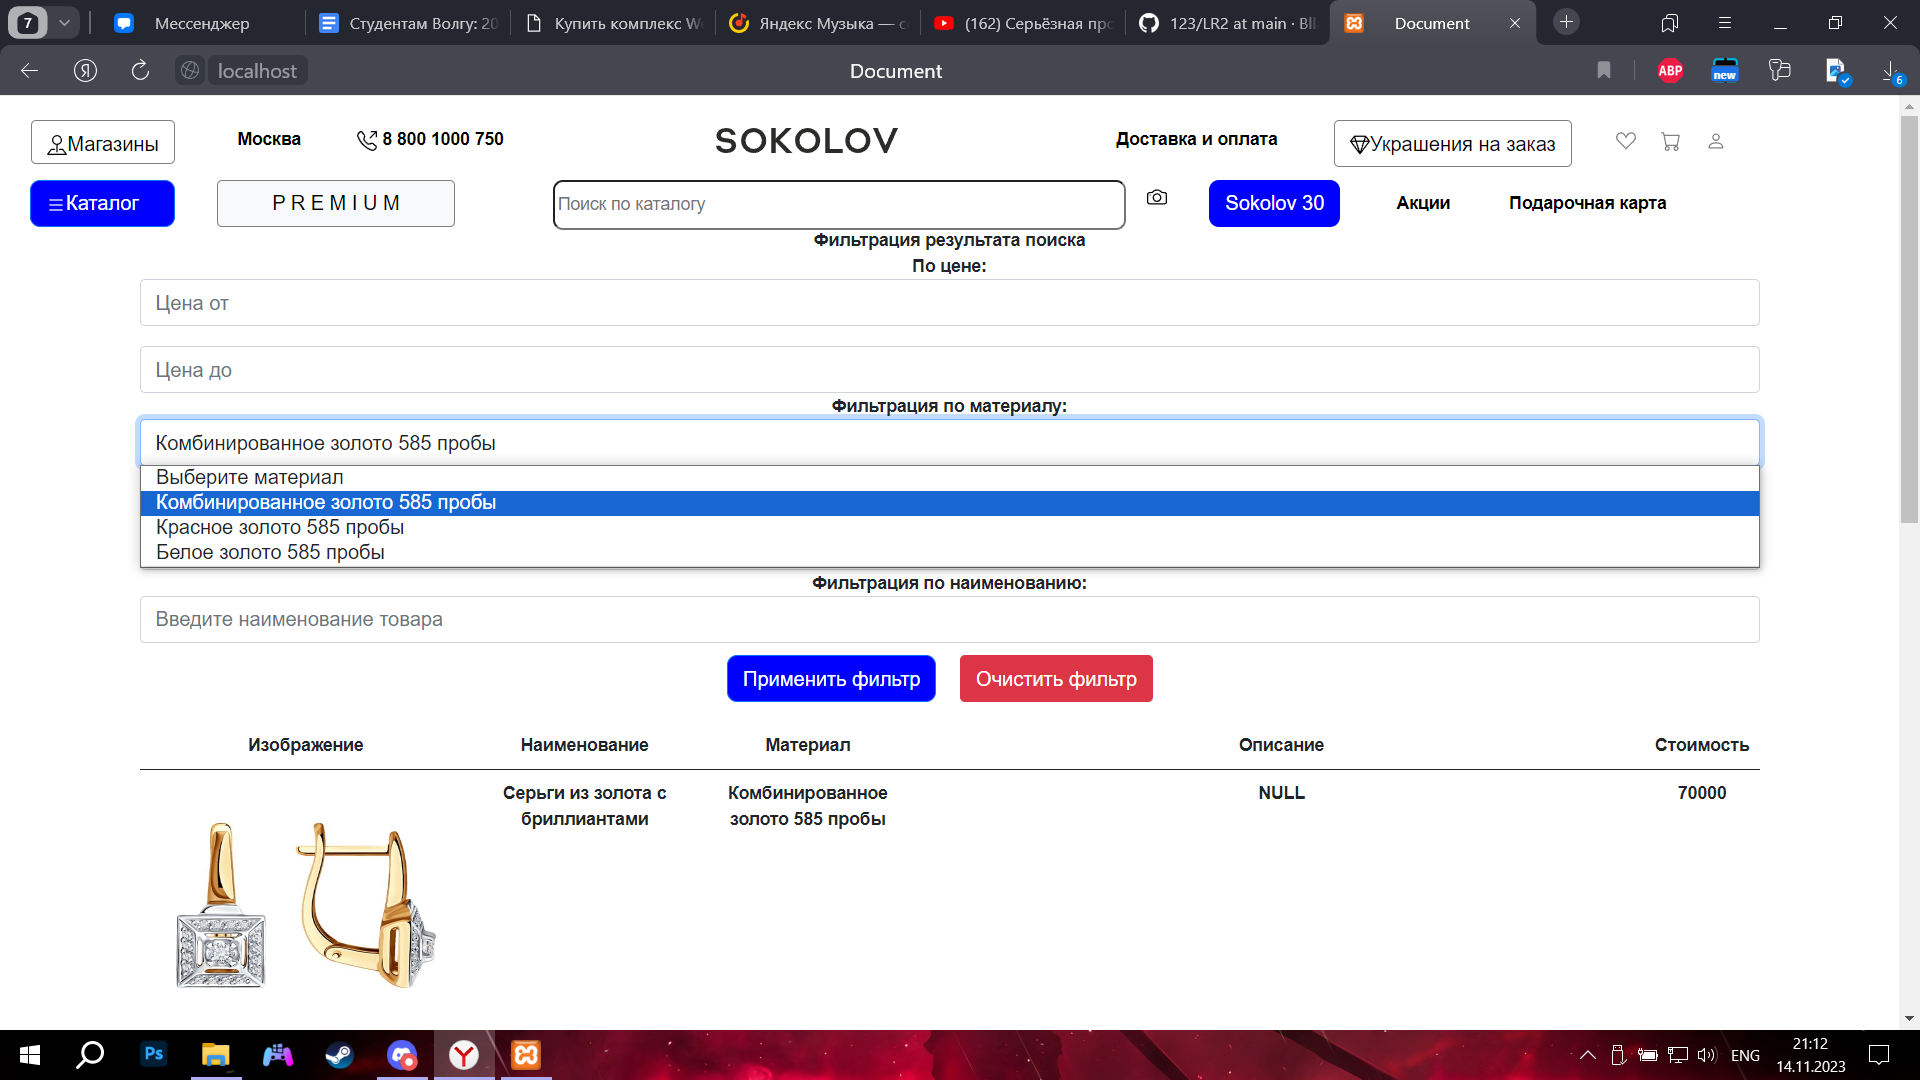 7
Мессенджер
Студентам Волгу: 20
Купить комплекс
Яндекс Музыка — с
(162) Серьёзная пр
123/LR2 at main · Bll
Document
localhost
Document
ABP
new
6
Магазины
Москва
8 800 1000 750
SOKOLOV
Доставка и оплата
Украшения на заказ
Каталог
PREMIUM
Поиск по каталогу
Sokolov 30
Акции
Подарочная карта
Фильтрация результата поиска
По цене:
Цена от
Цена до
Фильтрация по материалу:
Комбинированное золото 585 пробы
Выберите материал
Комбинированное золото 585 пробы
Красное золото 585 пробы
Белое золото 585 пробы
Фильтрация по наименованию:
Введите наименование товара
Применить фильтр
Очистить фильтр
Изображение
Наименование
Материал
Описание
Стоимость
Серьги из золота с
бриллиантами
Комбинированное
золото 585 пробы
NULL
70000
Ps
ENG
21:12
14.11.2023